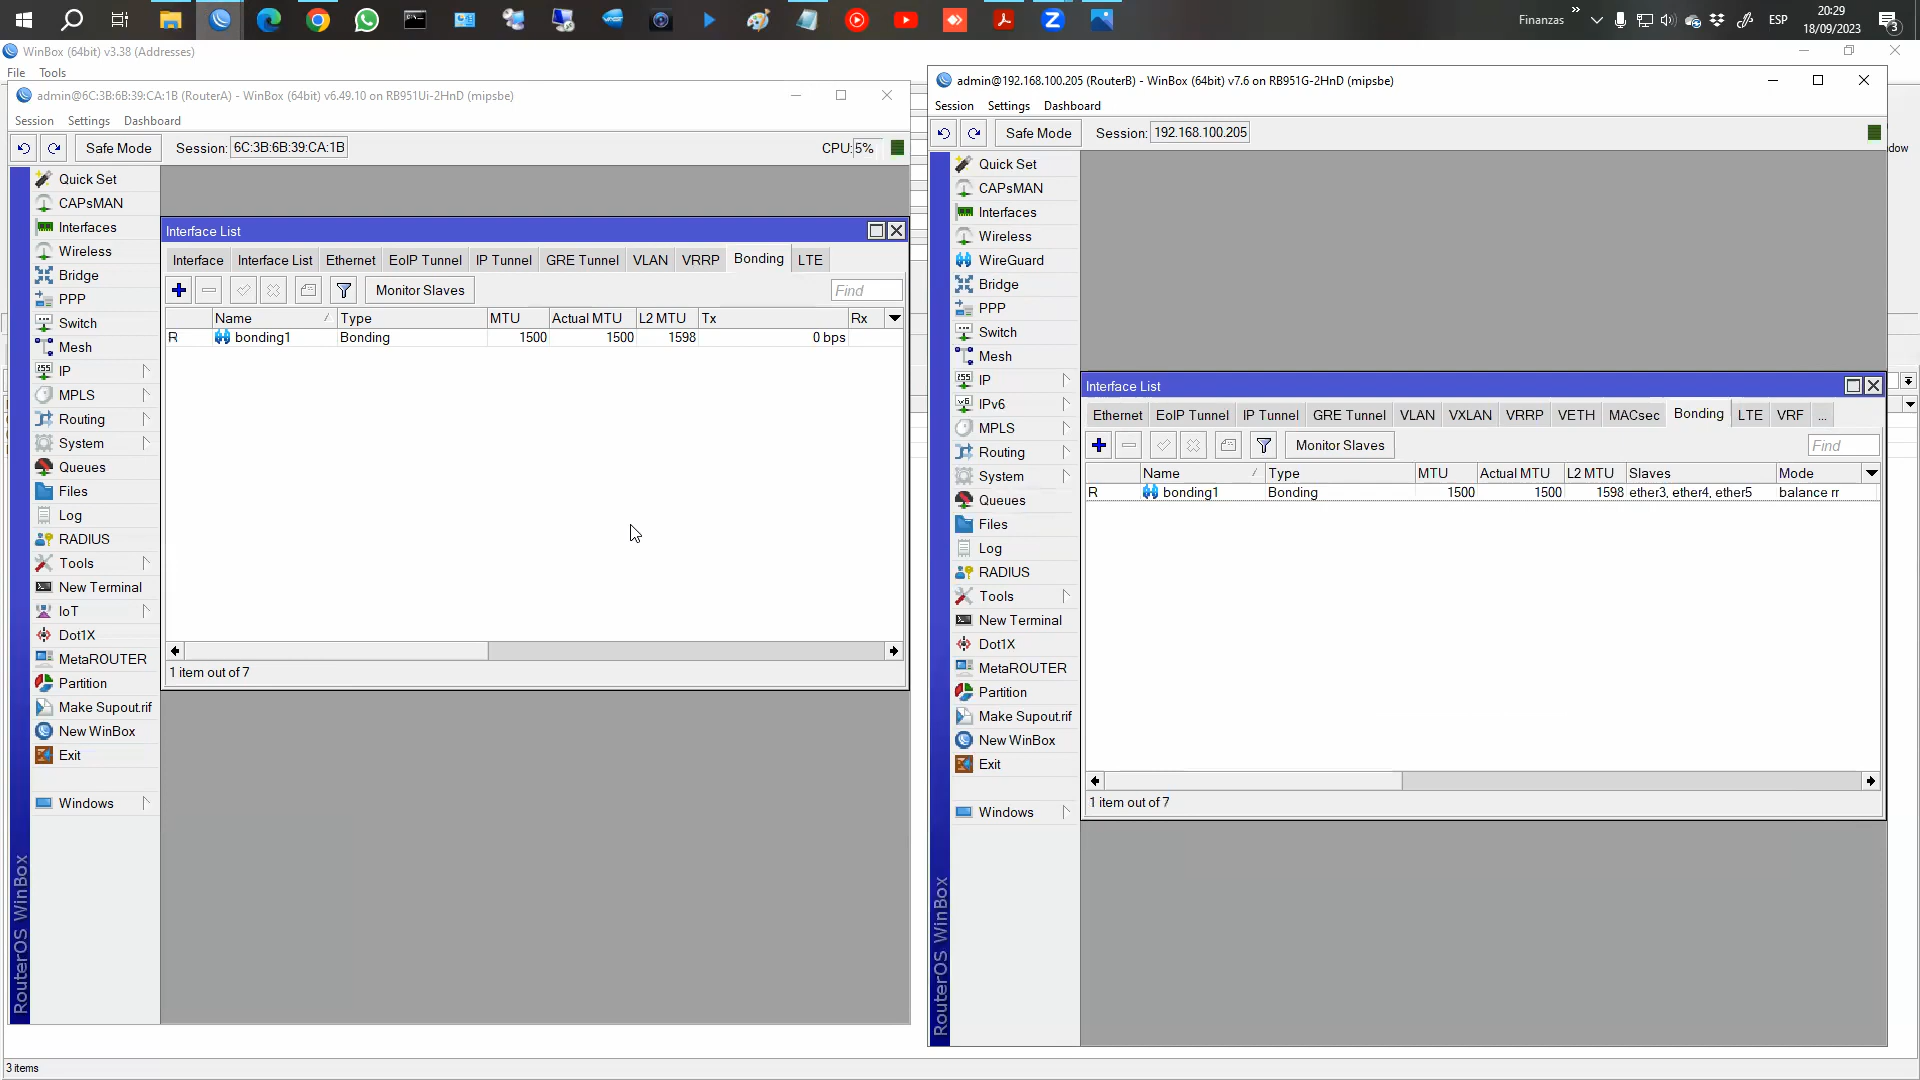 Finanzas
»
ESP
20:29
18/09/2023
3
WinBox (64bit) v3.38 (Addresses)
File Tools
admin@6C:3B:6B:39:CA:1B (RouterA) - WinBox (64bit) v6.49.10 on RB951Ui-2HnD (mipsbe)
Session Settings Dashboard
Safe Mode Session: 6C:3B:6B:39:CA:1B CPU: 5%
Quick Set
CAPsMAN
Interfaces
Wireless
Bridge
PPP
Switch
Mesh
IP
MPLS
Routing
System
Queues
Files
Log
RADIUS
Tools
New Terminal
IoT
Dot1X
MetaROUTER
Partition
Make Supout.rif
New WinBox
Exit
Windows
RouterOS WinBox
Interface List
Interface Interface List Ethernet EoIP Tunnel IP Tunnel GRE Tunnel VLAN VRRP Bonding LTE
Monitor Slaves Find
Name Type MTU Actual MTU L2 MTU Tx Rx
R bonding1 Bonding 1500 1500 1598 0 bps
1 item out of 7
admin@192.168.100.205 (RouterB) - WinBox (64bit) v7.6 on RB951G-2HnD (mipsbe)
Session Settings Dashboard
Safe Mode Session: 192.168.100.205
Quick Set
CAPsMAN
Interfaces
Wireless
WireGuard
Bridge
PPP
Switch
Mesh
IP
IPv6
MPLS
Routing
System
Queues
Files
Log
RADIUS
Tools
New Terminal
Dot1X
MetaROUTER
Partition
Make Supout.rif
New WinBox
Exit
Windows
RouterOS WinBox
Interface List
Ethernet EoIP Tunnel IP Tunnel GRE Tunnel VLAN VXLAN VRRP VETH MACsec Bonding LTE VRF ...
Monitor Slaves Find
Name Type MTU Actual MTU L2 MTU Slaves Mode
R bonding1 Bonding 1500 1500 1598 ether3, ether4, ether5 balance rr
1 item out of 7
3 items